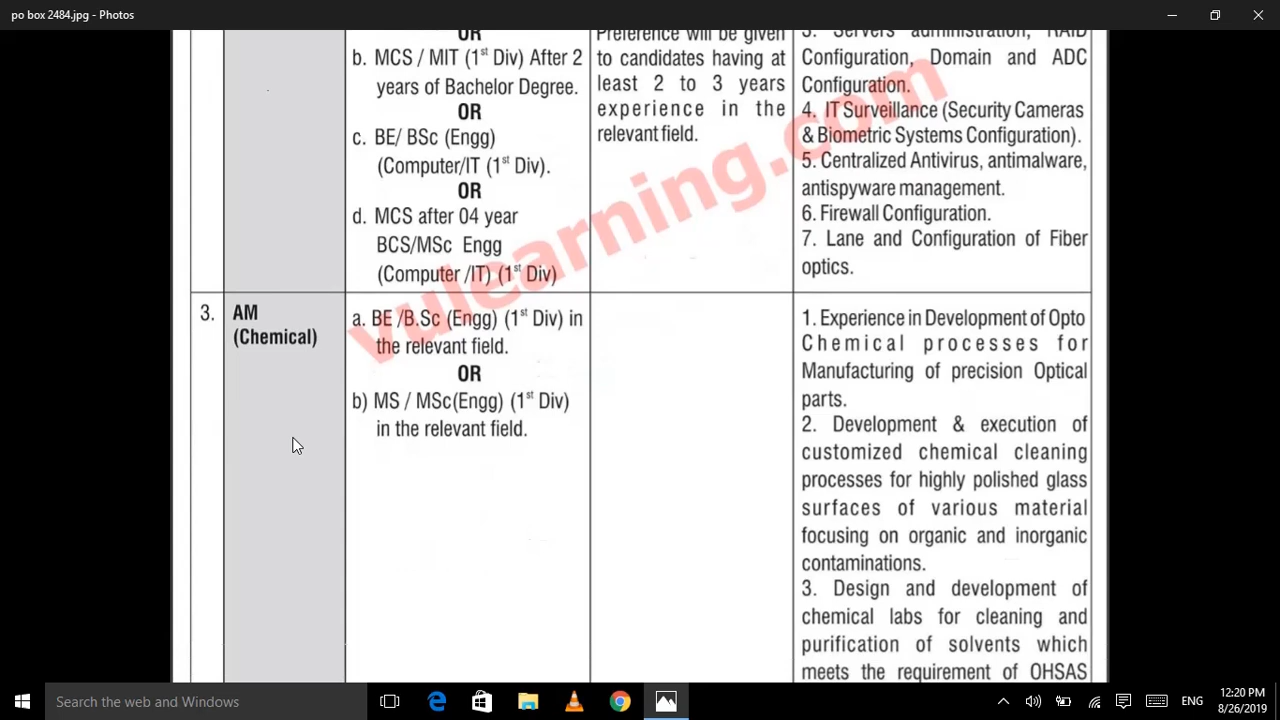 po box 2484.jpg - Photos
OR
b. MCS / MIT (1st Div) After 2
years of Bachelor Degree.
OR
c. BE/ BSc (Engg)
(Computer/IT (1st Div).
OR
d. MCS after 04 year
BCS/MSc Engg
(Computer /IT) (1st Div)
Preference will be given
to candidates having at
least 2 to 3 years
experience in the
relevant field.
3. Servers administration, RAID
Configuration, Domain and ADC
Configuration.
4. IT Surveillance (Security Cameras
& Biometric Systems Configuration).
5. Centralized Antivirus, antimalware,
antispyware management.
6. Firewall Configuration.
7. Lane and Configuration of Fiber
optics.
vulearning.com
3.
AM
(Chemical)
a. BE /B.Sc (Engg) (1st Div) in
the relevant field.
OR
b) MS / MSc(Engg) (1st Div)
in the relevant field.
1. Experience in Development of Opto
Chemical processes for
Manufacturing of precision Optical
parts.
2. Development & execution of
customized chemical cleaning
processes for highly polished glass
surfaces of various material
focusing on organic and inorganic
contaminations.
3. Design and development of
chemical labs for cleaning and
purification of solvents which
meets the requirement of OHSAS
Search the web and Windows
ENG
12:20 PM
8/26/2019